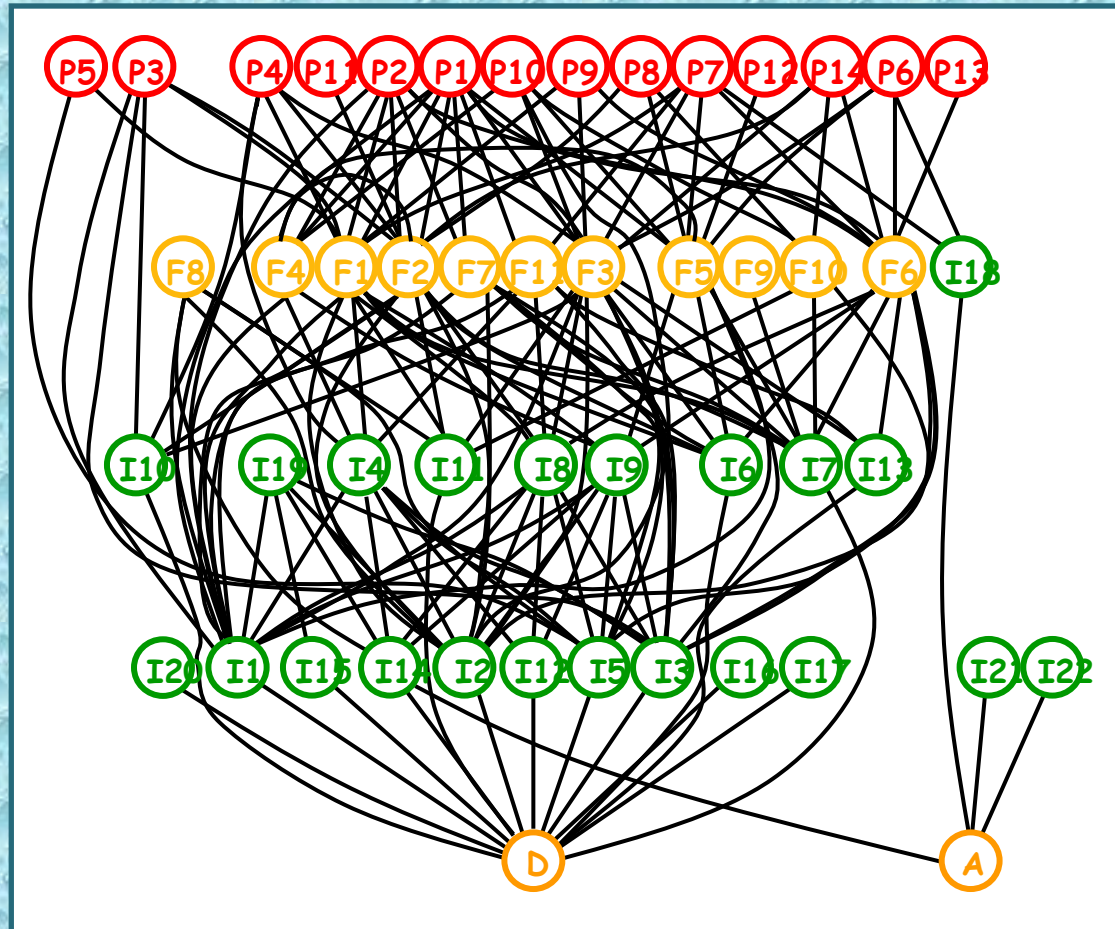 P5 P3 P4 P11 P2 P1 P10 P9 P8 P7 P12 P14 P6 P13
F8 F4 F1 F2 F7 F11 F3 F5 F9 F10 F6 I18
I10 I19 I4 I11 I8 I9 I6 I7 I13
I20 I1 I15 I14 I2 I12 I5 I3 I16 I17 I21 I22
D A